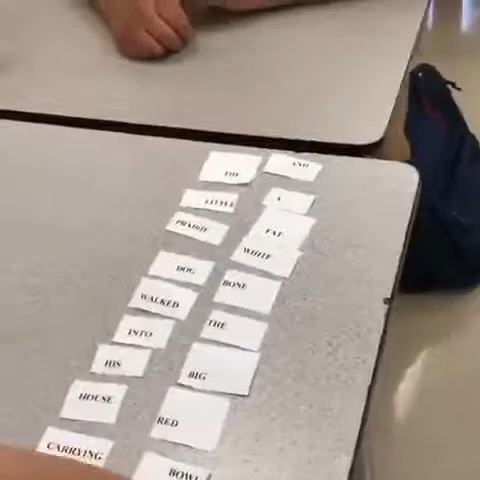 THE
LITTLE
PRAIRIE
DOG
WALKED
INTO
HIS
HOUSE
CARRYING
AND
A
FAT
WHITE
BONE
THE
BIG
RED
BOWL